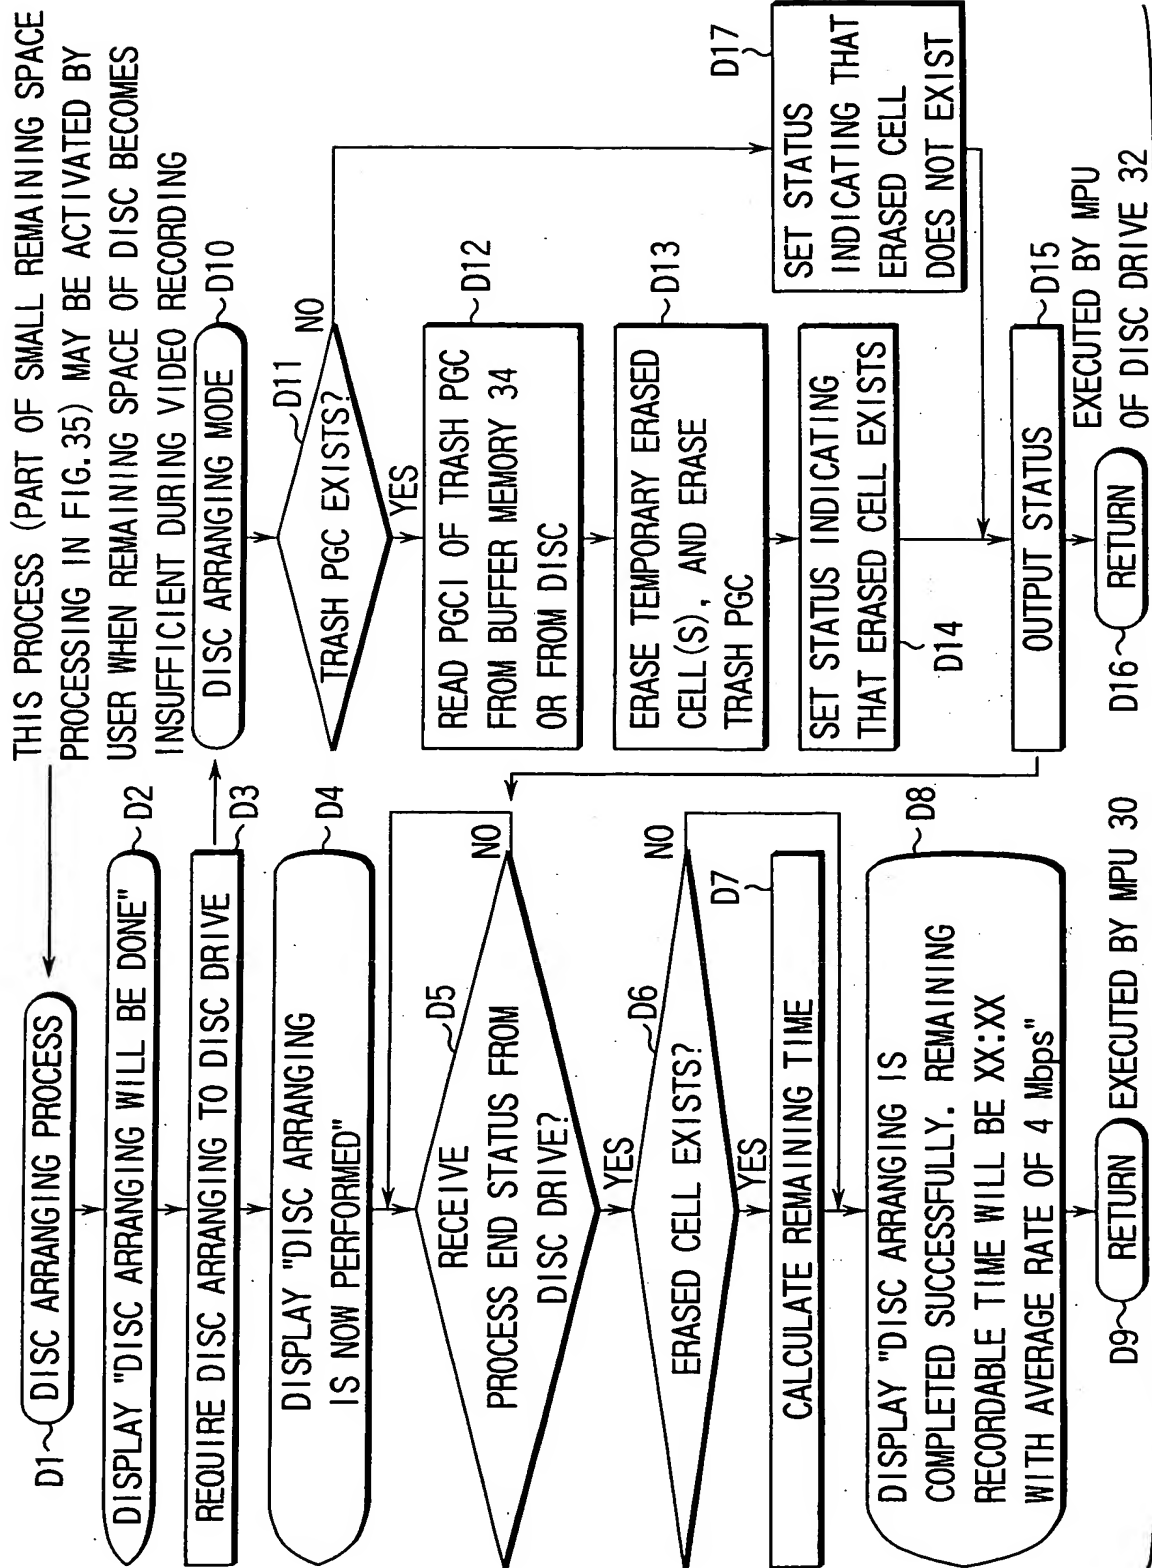 THIS PROCESS (PART OF SMALL REMAINING SPACE
PROCESSING IN FIG.35) MAY BE ACTIVATED BY
USER WHEN REMAINING SPACE OF DISC BECOMES
INSUFFICIENT DURING VIDEO RECORDING
D1
DISC ARRANGING PROCESS
DISPLAY "DISC ARRANGING WILL BE DONE"
D2
REQUIRE DISC ARRANGING TO DISC DRIVE
D3
DISPLAY "DISC ARRANGING
IS NOW PERFORMED"
D4
RECEIVE
PROCESS END STATUS FROM
DISC DRIVE?
D5
NO
YES
ERASED CELL EXISTS?
D6
NO
YES
CALCULATE REMAINING TIME
D7
DISPLAY "DISC ARRANGING IS
COMPLETED SUCCESSFULLY. REMAINING
RECORDABLE TIME WILL BE XX:XX
WITH AVERAGE RATE OF 4 Mbps"
D8
D9
RETURN
EXECUTED BY MPU 30
DISC ARRANGING MODE
D10
TRASH PGC EXISTS?
D11
NO
YES
READ PGCI OF TRASH PGC
FROM BUFFER MEMORY 34
OR FROM DISC
D12
ERASE TEMPORARY ERASED
CELL(S), AND ERASE
TRASH PGC
D13
SET STATUS INDICATING
THAT ERASED CELL EXISTS
D14
SET STATUS
INDICATING THAT
ERASED CELL
DOES NOT EXIST
D17
OUTPUT STATUS
D15
D16
RETURN
EXECUTED BY MPU
OF DISC DRIVE 32